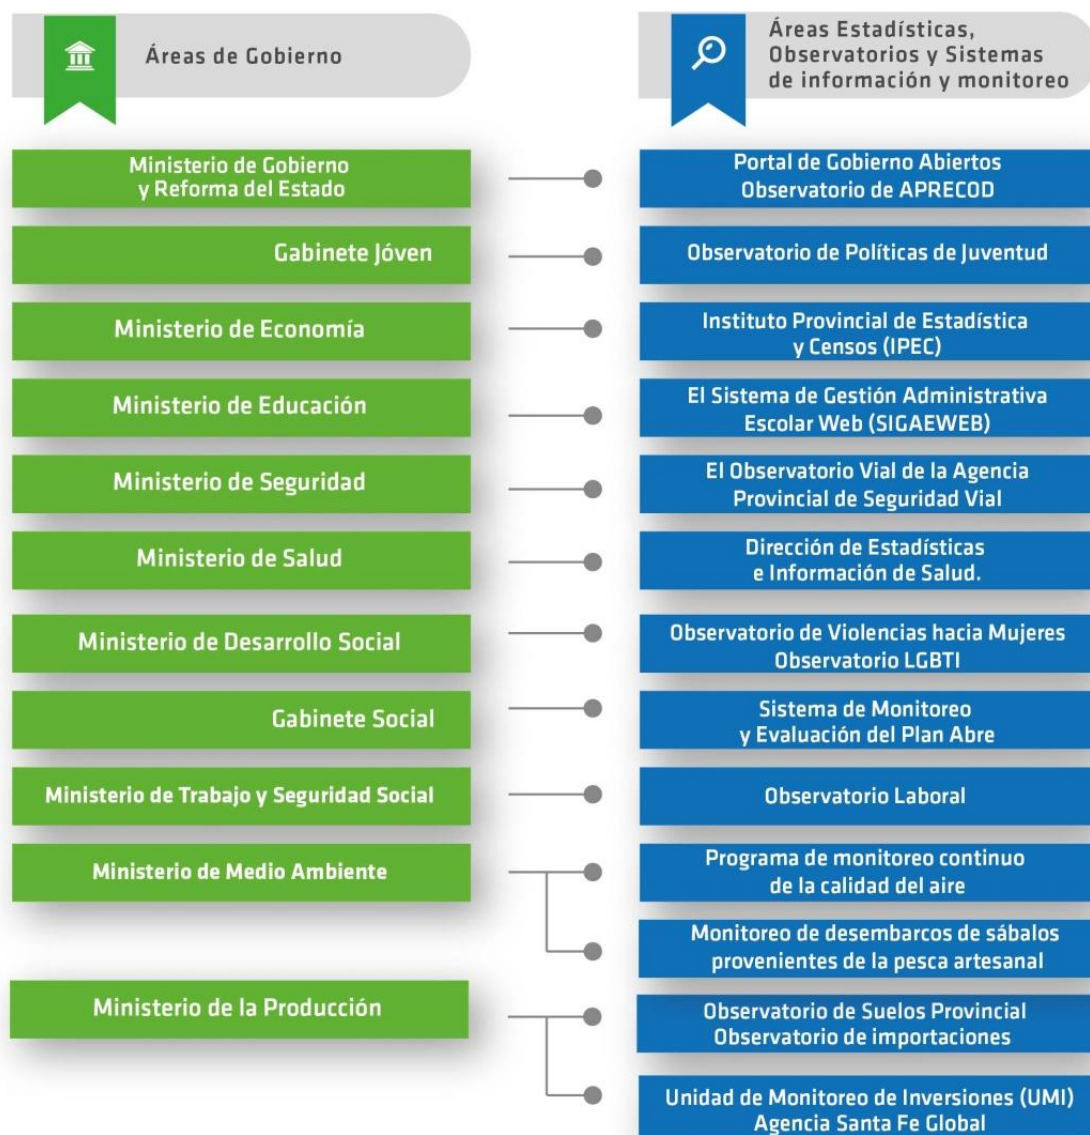 Áreas de Gobierno
Áreas Estadísticas,
Observatorios y Sistemas
de información y monitoreo
Ministerio de Gobierno
y Reforma del Estado
Portal de Gobierno Abiertos
Observatorio de APRECOD
Gabinete Jóven
Observatorio de Políticas de Juventud
Ministerio de Economía
Instituto Provincial de Estadística
y Censos (IPEC)
Ministerio de Educación
El Sistema de Gestión Administrativa
Escolar Web (SIGAEWEB)
Ministerio de Seguridad
El Observatorio Vial de la Agencia
Provincial de Seguridad Vial
Ministerio de Salud
Dirección de Estadísticas
e Información de Salud.
Ministerio de Desarrollo Social
Observatorio de Violencias hacia Mujeres
Observatorio LGBTI
Gabinete Social
Sistema de Monitoreo
y Evaluación del Plan Abre
Ministerio de Trabajo y Seguridad Social
Observatorio Laboral
Ministerio de Medio Ambiente
Programa de monitoreo continuo
de la calidad del aire
Monitoreo de desembarcos de sábalos
provenientes de la pesca artesanal
Ministerio de la Producción
Observatorio de Suelos Provincial
Observatorio de importaciones
Unidad de Monitoreo de Inversiones (UMI)
Agencia Santa Fe Global